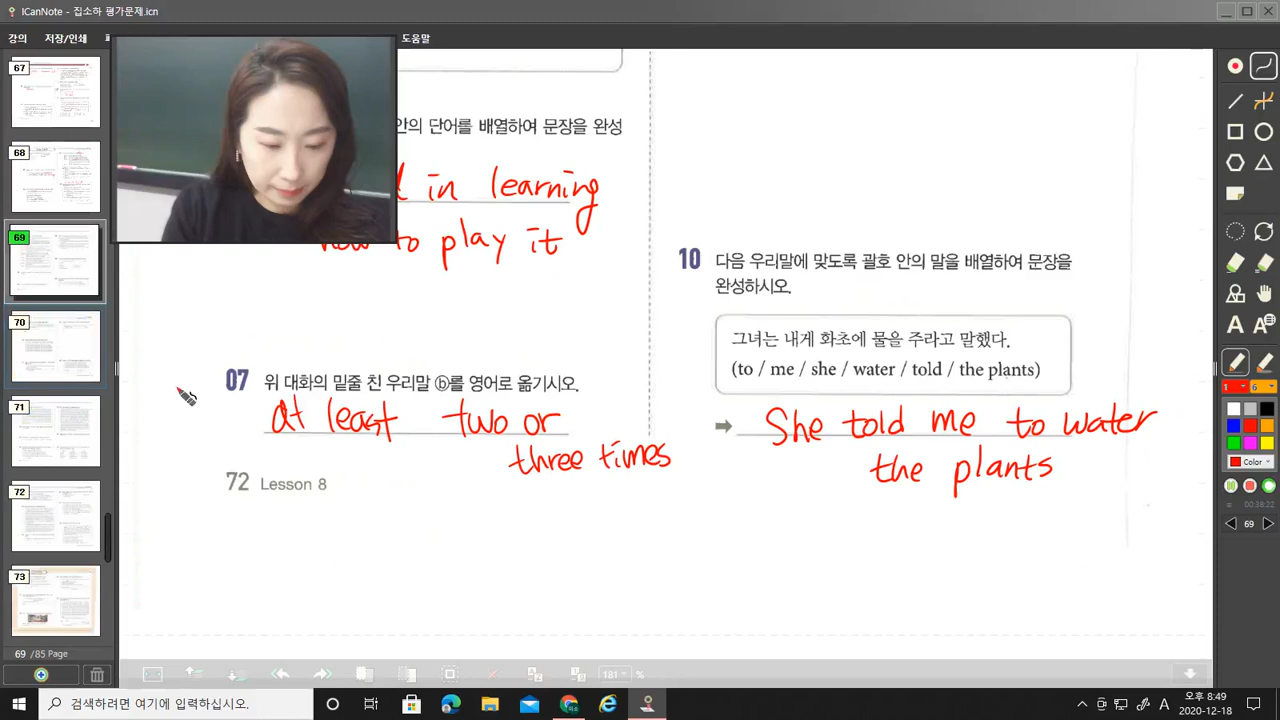 iCanNote - 집소하 평가문제.icn
강의 저장/인쇄
도움말
67
68
69
70
71
72
73
안의 단어를 배열하여 문장을 완성
in learning
to play it
07 위 대화의 밑줄 친 우리말 ⓑ를 영어로 옮기시오.
at least two or
three times
72 Lesson 8
10 다음 우리말에 맞도록 괄호 안의 말을 배열하여 문장을
완성하시오.
그녀는 내게 화초에 물을 주라고 말했다.
(to / me / she / water / told / the plants)
➡ She told me to water
the plants
1 6
Color
00:38:22
69
69 /85 Page
181 %
검색하려면 여기에 입력하십시오.
A
오후 8:49
2020-12-18